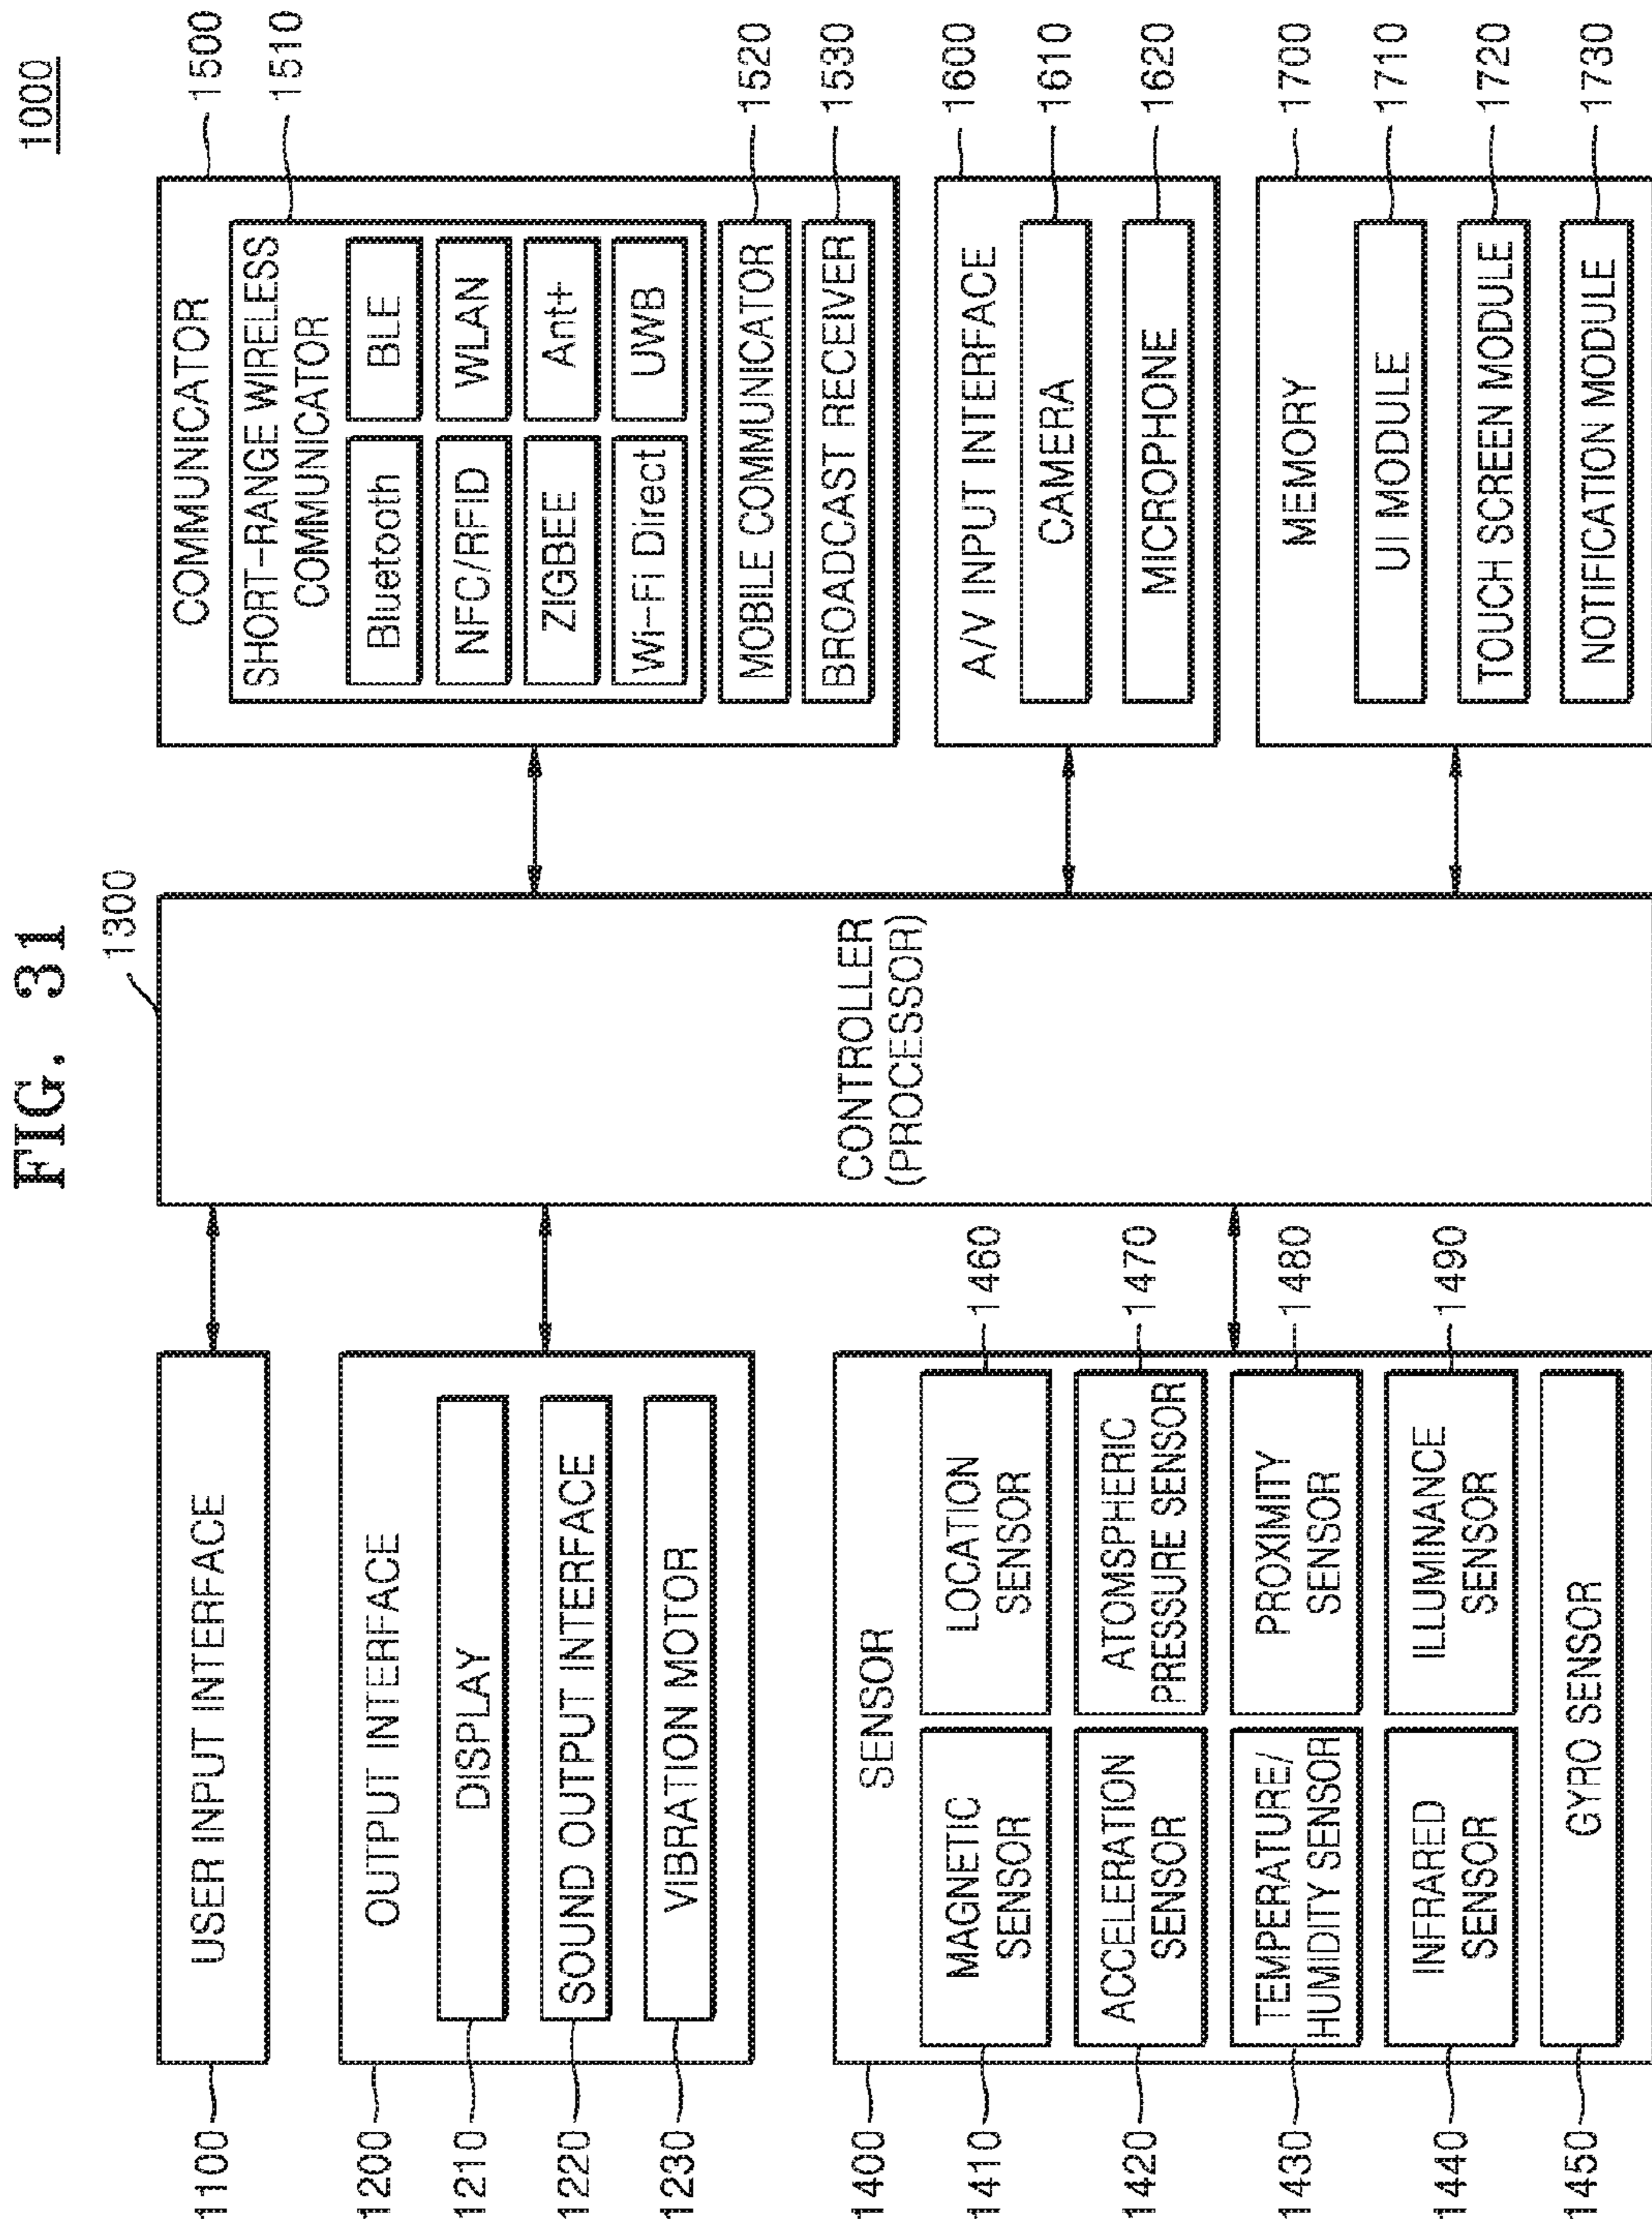 FIG. 31
1000
1100
USER INPUT INTERFACE
1200
OUTPUT INTERFACE
1210
DISPLAY
1220
SOUND OUTPUT INTERFACE
1230
VIBRATION MOTOR
1400
SENSOR
1410
MAGNETIC
SENSOR
LOCATION
SENSOR
1460
1420
ACCELERATION
SENSOR
ATOMSPHERIC
PRESSURE SENSOR
1470
1430
TEMPERATURE/
HUMIDITY SENSOR
PROXIMITY
SENSOR
1480
1440
INFRARED
SENSOR
ILLUMINANCE
SENSOR
1490
1450
GYRO SENSOR
1300
CONTROLLER
(PROCESSOR)
COMMUNICATOR
1500
SHORT-RANGE WIRELESS
COMMUNICATOR
1510
Bluetooth
BLE
NFC/RFID
WLAN
ZIGBEE
Ant+
Wi-Fi Direct
UWB
MOBILE COMMUNICATOR
1520
BROADCAST RECEIVER
1530
A/V INPUT INTERFACE
1600
CAMERA
1610
MICROPHONE
1620
MEMORY
1700
UI MODULE
1710
TOUCH SCREEN MODULE
1720
NOTIFICATION MODULE
1730